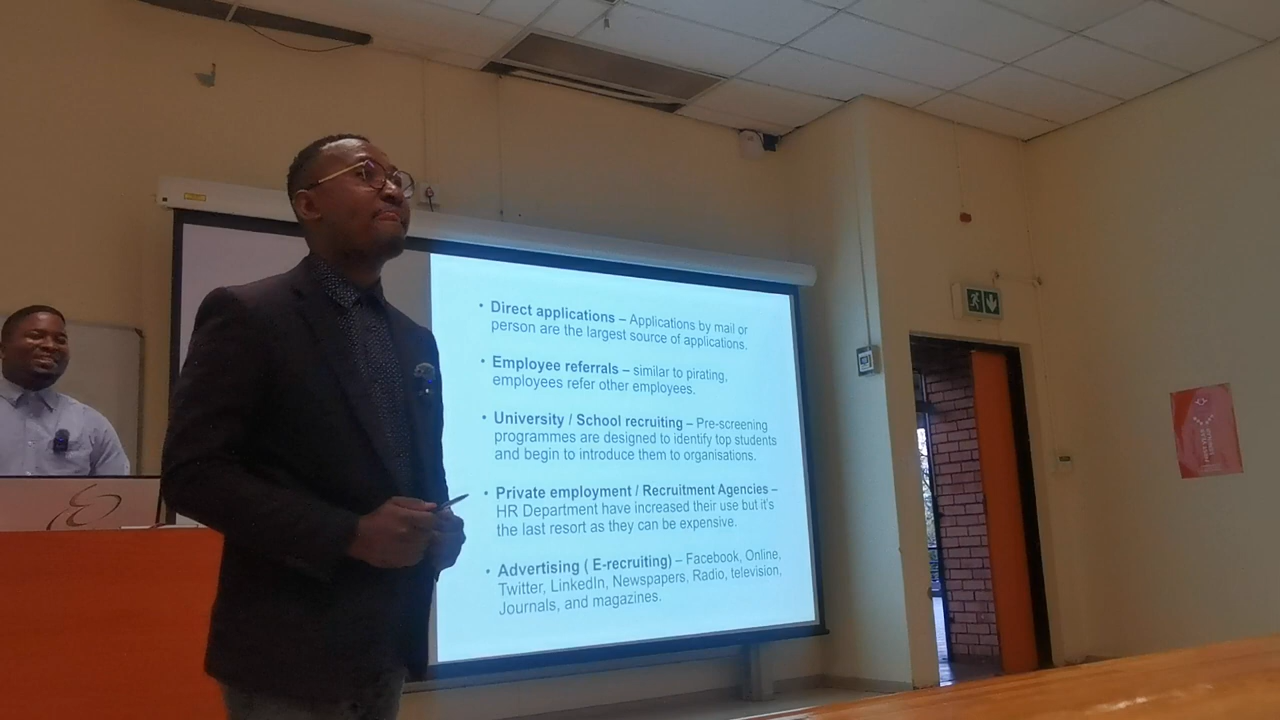 • Direct applications – Applications by mail or
person are the largest source of applications.
• Employee referrals – similar to pirating,
employees refer other employees.
• University / School recruiting – Pre-screening
programmes are designed to identify top students
and begin to introduce them to organisations.
• Private employment / Recruitment Agencies –
HR Department have increased their use but it's
the last resort as they can be expensive.
• Advertising ( E-recruiting) – Facebook, Online,
Twitter, LinkedIn, Newspapers, Radio, television,
Journals, and magazines.